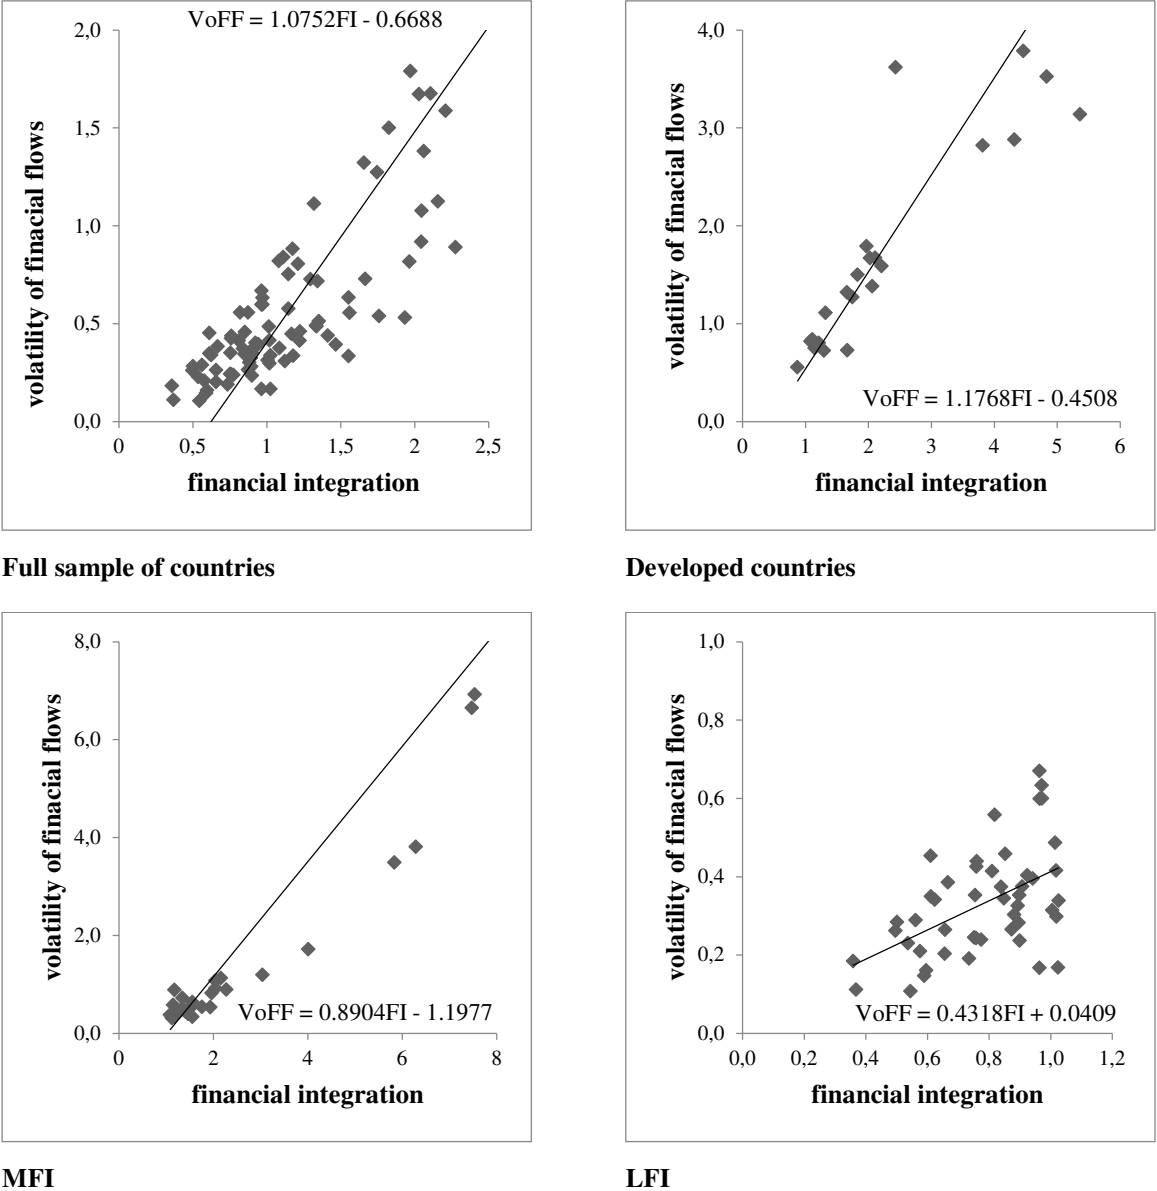 VoFF = 1.0752FI - 0.6688
volatility of finacial flows
2,0
1,5
1,0
0,5
0,0
0 0,5 1 1,5 2 2,5
financial integration
Full sample of countries
volatility of finacial flows
4,0
3,0
2,0
1,0
0,0
VoFF = 1.1768FI - 0.4508
0 1 2 3 4 5 6
financial integration
Developed countries
volatility of finacial flows
8,0
6,0
4,0
2,0
0,0
VoFF = 0.8904FI - 1.1977
0 2 4 6 8
financial integration
MFI
volatility of finacial flows
1,0
0,8
0,6
0,4
0,2
0,0
VoFF = 0.4318FI + 0.0409
0,0 0,2 0,4 0,6 0,8 1,0 1,2
financial integration
LFI